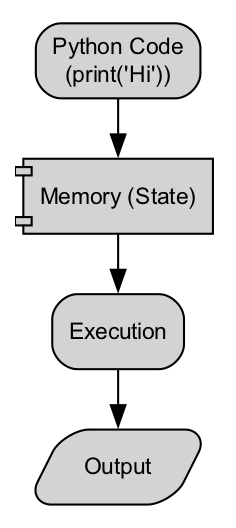 Python Code
(print('Hi'))
Memory (State)
Execution
Output